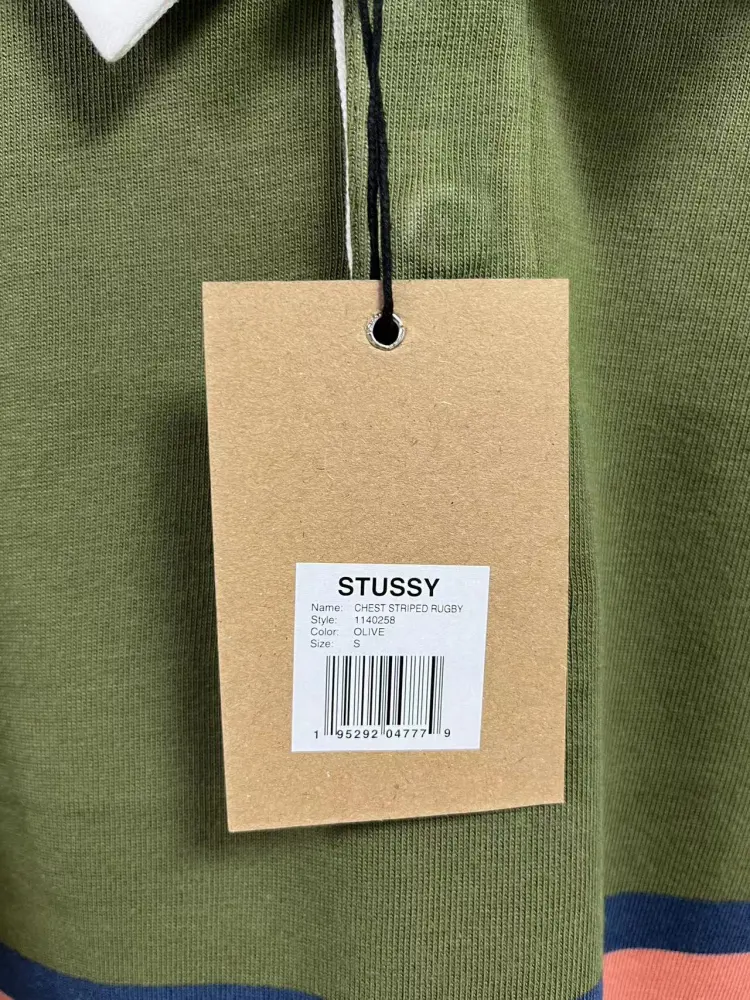 STUSSY
Name: CHEST STRIPED RUGBY
Style: 1140258
Color: OLIVE
Size: S
1 95292 04777 9